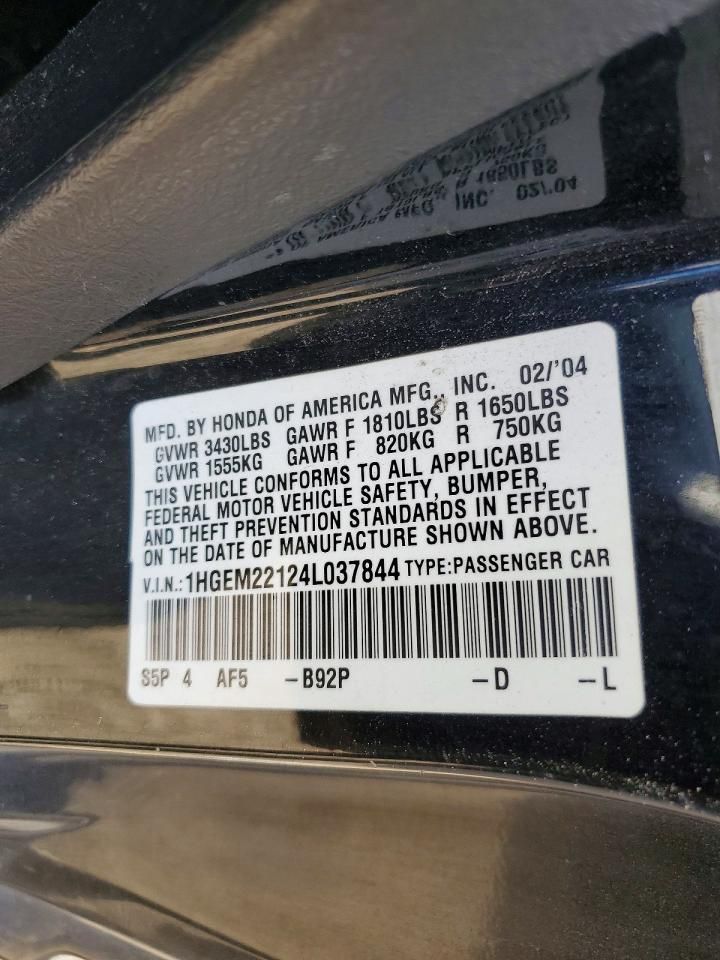 MFD. BY HONDA OF AMERICA MFG., INC. 02/'04
GVWR 3430LBS GAWR F 1810LBS R 1650LBS
GVWR 1555KG GAWR F 820KG R 750KG
THIS VEHICLE CONFORMS TO ALL APPLICABLE
FEDERAL MOTOR VEHICLE SAFETY, BUMPER,
AND THEFT PREVENTION STANDARDS IN EFFECT
ON THE DATE OF MANUFACTURE SHOWN ABOVE.
V.I.N.: 1HGEM22124L037844 TYPE:PASSENGER CAR
S5P 4 AF5 -B92P -D -L